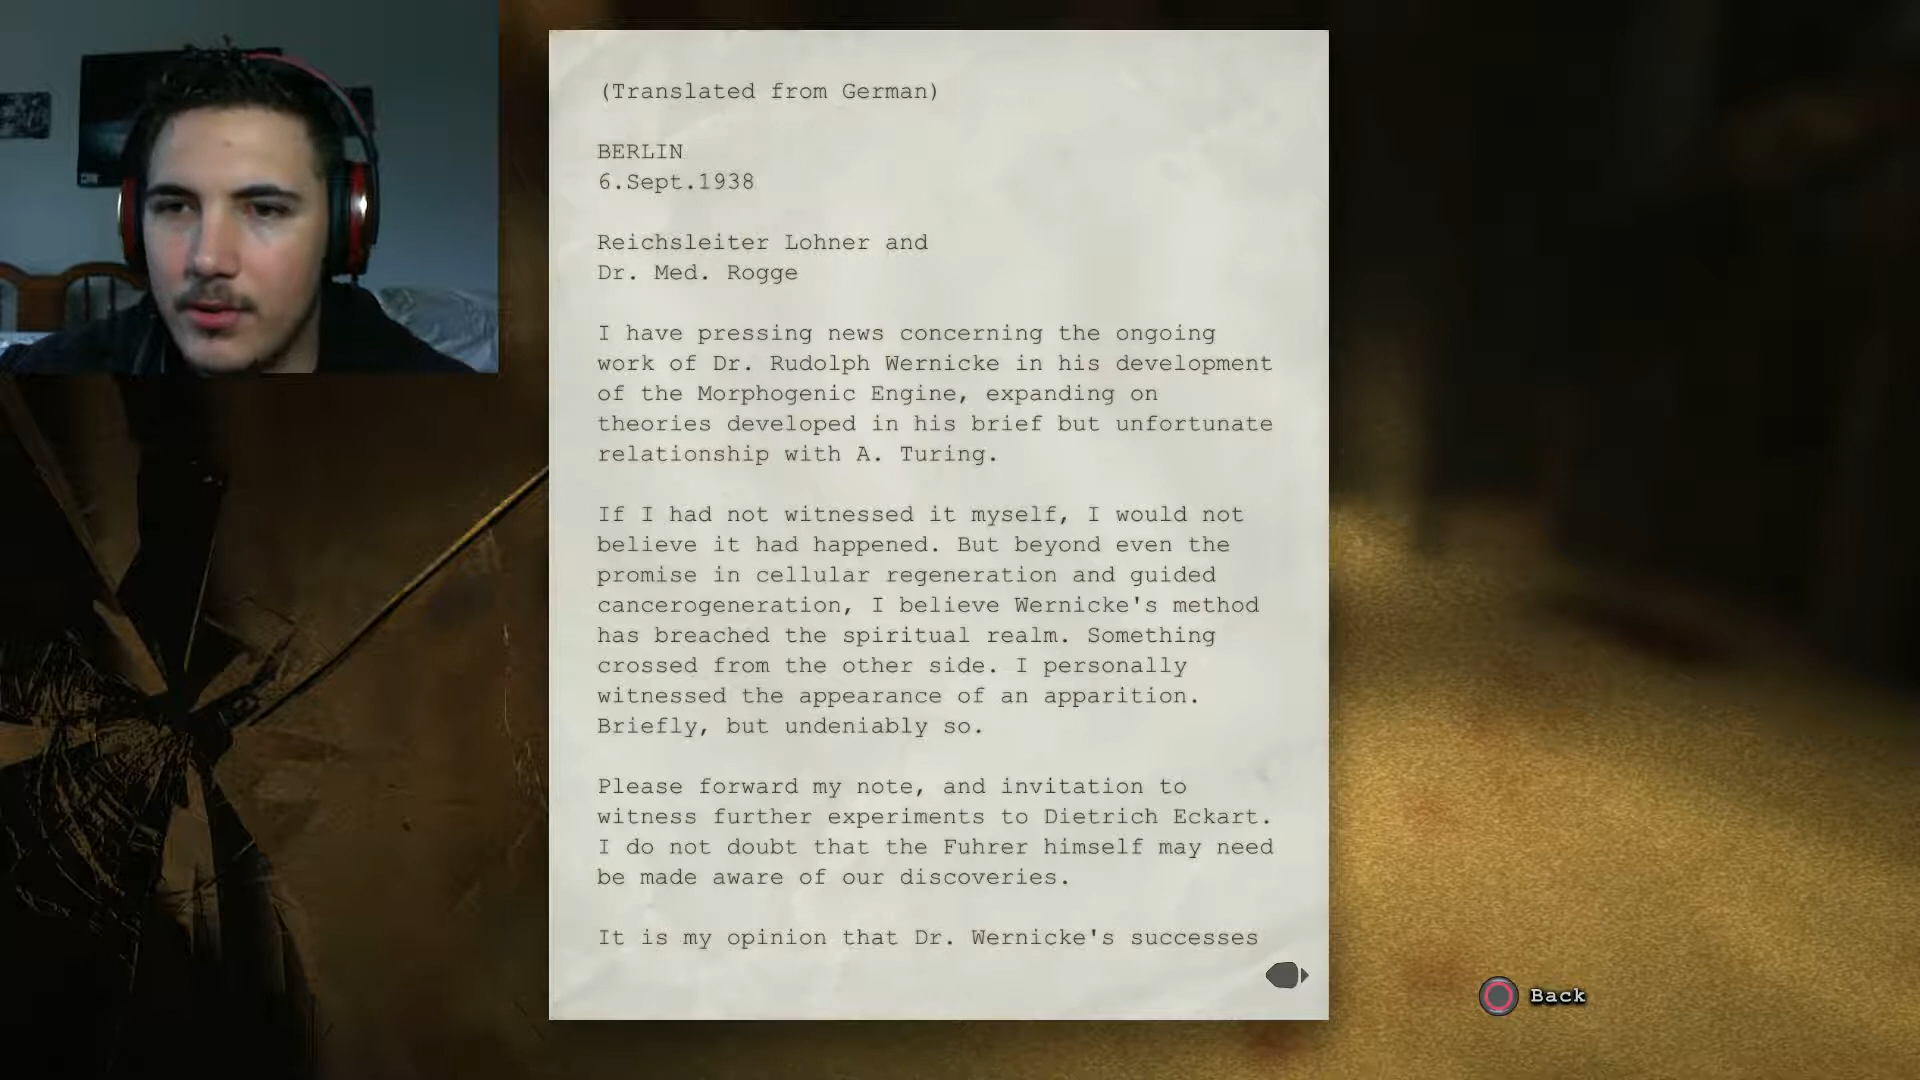 (Translated from German)
BERLIN
6.Sept.1938
Reichsleiter Lohner and
Dr. Med. Rogge
I have pressing news concerning the ongoing
work of Dr. Rudolph Wernicke in his development
of the Morphogenic Engine, expanding on
theories developed in his brief but unfortunate
relationship with A. Turing.
If I had not witnessed it myself, I would not
believe it had happened. But beyond even the
promise in cellular regeneration and guided
cancerogeneration, I believe Wernicke's method
has breached the spiritual realm. Something
crossed from the other side. I personally
witnessed the appearance of an apparition.
Briefly, but undeniably so.
Please forward my note, and invitation to
witness further experiments to Dietrich Eckart.
I do not doubt that the Fuhrer himself may need
be made aware of our discoveries.
It is my opinion that Dr. Wernicke's successes
Back